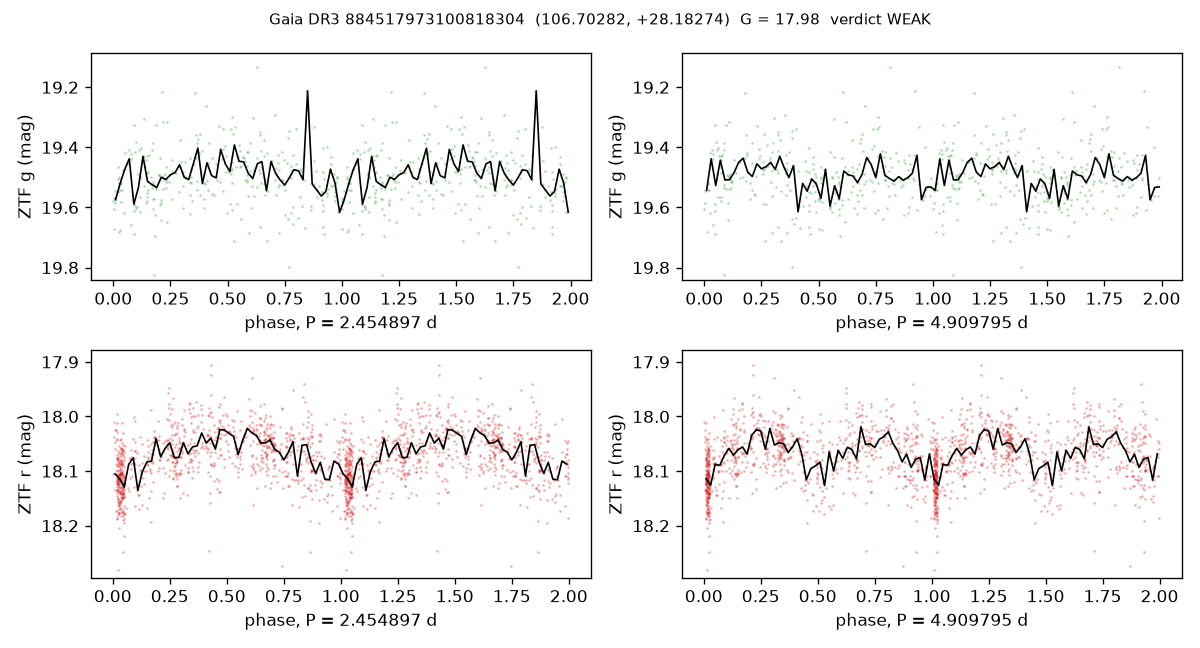 Gaia DR3 884517973100818304 (106.70282, +28.18274) G = 17.98 verdict WEAK
ZTF g (mag)
19.2
19.4
19.6
19.8
0.00 0.25 0.50 0.75 1.00 1.25 1.50 1.75 2.00
phase, P = 2.454897 d
ZTF g (mag)
19.2
19.4
19.6
19.8
0.00 0.25 0.50 0.75 1.00 1.25 1.50 1.75 2.00
phase, P = 4.909795 d
ZTF r (mag)
17.9
18.0
18.1
18.2
0.00 0.25 0.50 0.75 1.00 1.25 1.50 1.75 2.00
phase, P = 2.454897 d
ZTF r (mag)
17.9
18.0
18.1
18.2
0.00 0.25 0.50 0.75 1.00 1.25 1.50 1.75 2.00
phase, P = 4.909795 d